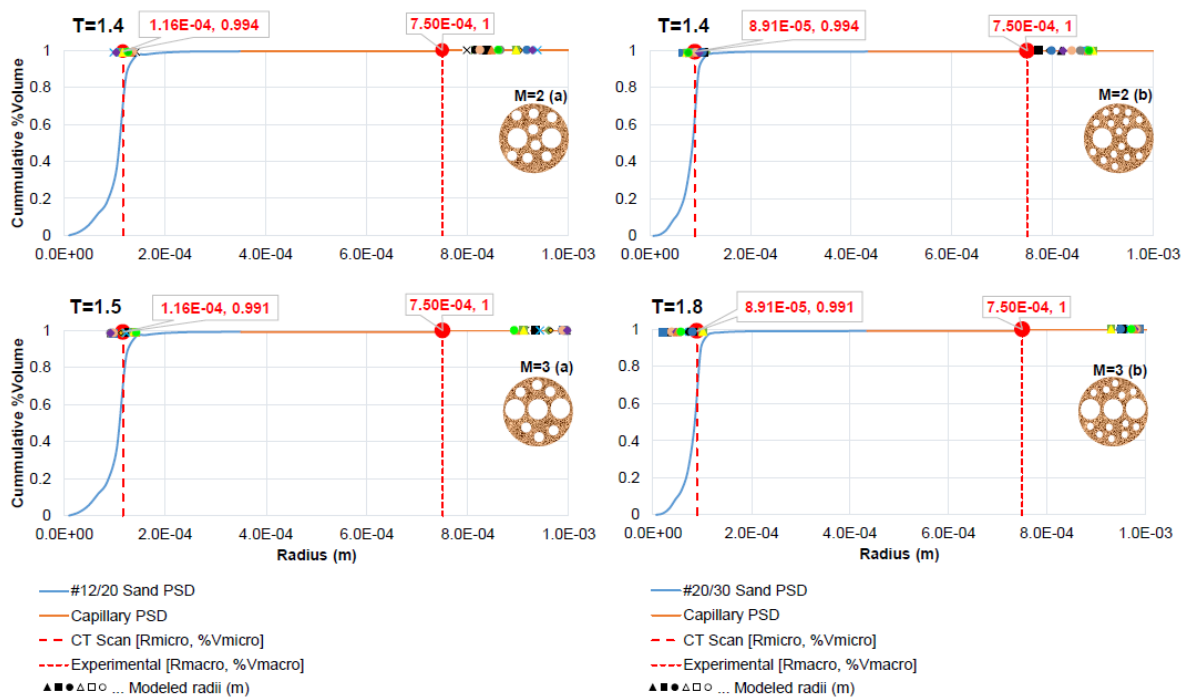 T=1.4
1.16E-04, 0.994
7.50E-04, 1
Cummulative %Volume
1
0.8
0.6
0.4
0.2
0
M=2 (a)
0.0E+00 2.0E-04 4.0E-04 6.0E-04 8.0E-04 1.0E-03
T=1.4
8.91E-05, 0.994
7.50E-04, 1
1
0.8
0.6
0.4
0.2
0
M=2 (b)
0.0E+00 2.0E-04 4.0E-04 6.0E-04 8.0E-04 1.0E-03
T=1.5
1.16E-04, 0.991
7.50E-04, 1
Cummulative %Volume
1
0.8
0.6
0.4
0.2
0
M=3 (a)
0.0E+00 2.0E-04 4.0E-04 6.0E-04 8.0E-04 1.0E-03
Radius (m)
T=1.8
8.91E-05, 0.991
7.50E-04, 1
1
0.8
0.6
0.4
0.2
0
M=3 (b)
0.0E+00 2.0E-04 4.0E-04 6.0E-04 8.0E-04 1.0E-03
Radius (m)
#12/20 Sand PSD
Capillary PSD
CT Scan [Rmicro, %Vmicro]
Experimental [Rmacro, %Vmacro]
... Modeled radii (m)
#20/30 Sand PSD
Capillary PSD
CT Scan [Rmicro, %Vmicro]
Experimental [Rmacro, %Vmacro]
... Modeled radii (m)